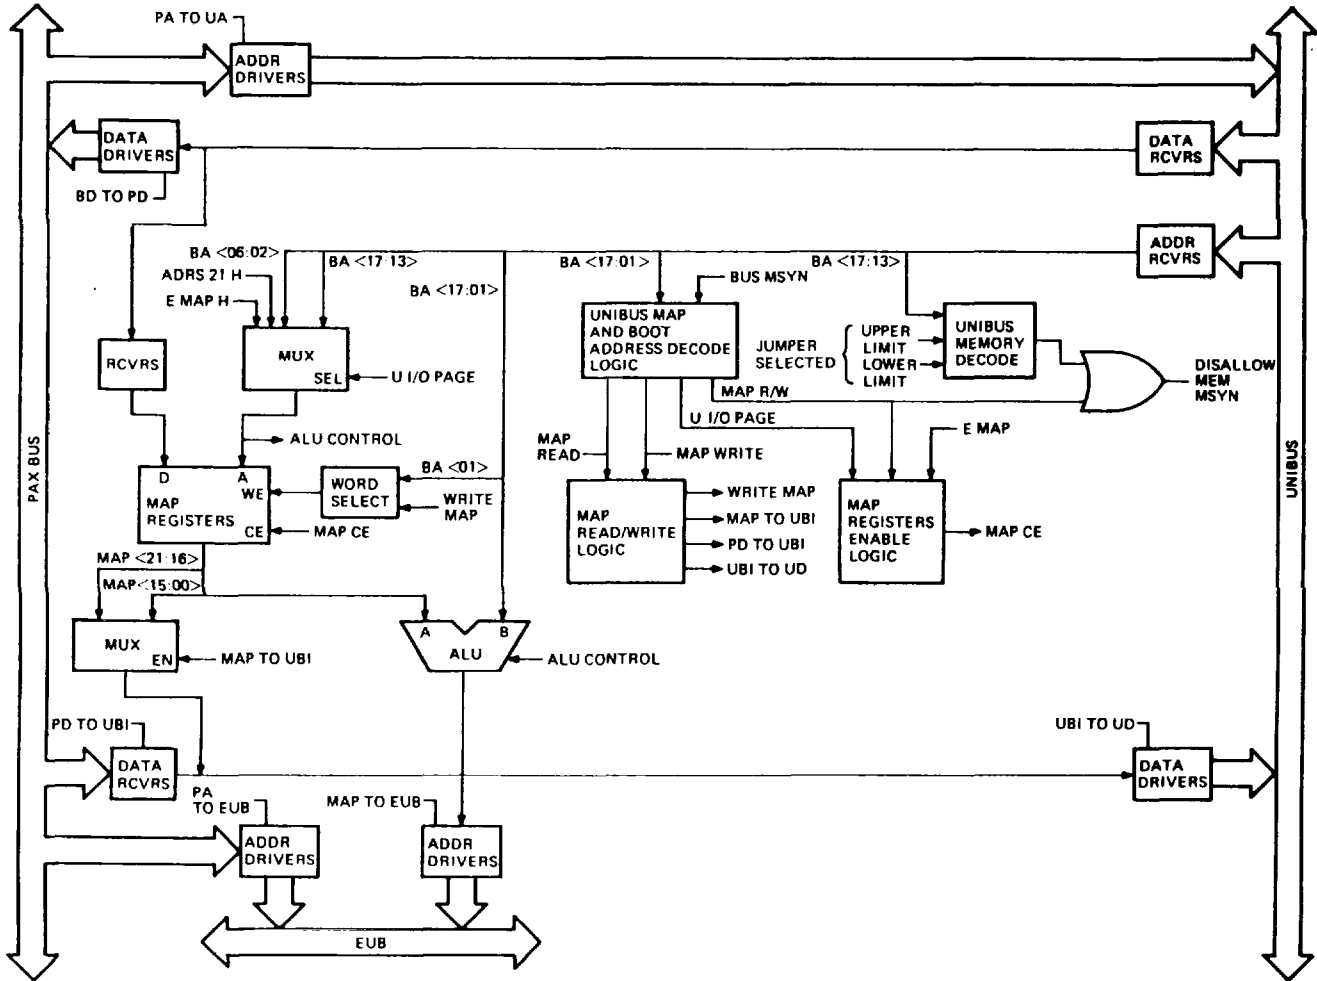 PA TO UA
ADDR
DRIVERS
DATA
DRIVERS
BD TO PD
DATA
RCVRS
ADDR
RCVRS
BA <06:02>
BA <17:13>
ADRS 21 H
E MAP H
BA <17:01>
BA <17:01>
BUS MSYN
BA <17:13>
RCVRS
MUX
SEL
U I/O PAGE
UNIBUS MAP
AND BOOT
ADDRESS DECODE
LOGIC
JUMPER
SELECTED
UPPER
LIMIT
LOWER
LIMIT
UNIBUS
MEMORY
DECODE
DISALLOW
MEM
MSYN
MAP R/W
U I/O PAGE
E MAP
ALU CONTROL
MAP
READ
MAP WRITE
D
A
WE
MAP
REGISTERS
CE
WORD
SELECT
BA <01>
WRITE
MAP
MAP CE
MAP
READ/WRITE
LOGIC
WRITE MAP
MAP TO UBI
PD TO UBI
UBI TO UD
MAP
REGISTERS
ENABLE
LOGIC
MAP CE
PAX BUS
UNIBUS
MAP <21:16>
MAP<15:00>
MUX
EN
MAP TO UBI
A
B
ALU
ALU CONTROL
PD TO UBI
DATA
RCVRS
UBI TO UD
DATA
DRIVERS
PA
TO EUB
ADDR
DRIVERS
MAP TO EUB
ADDR
DRIVERS
EUB